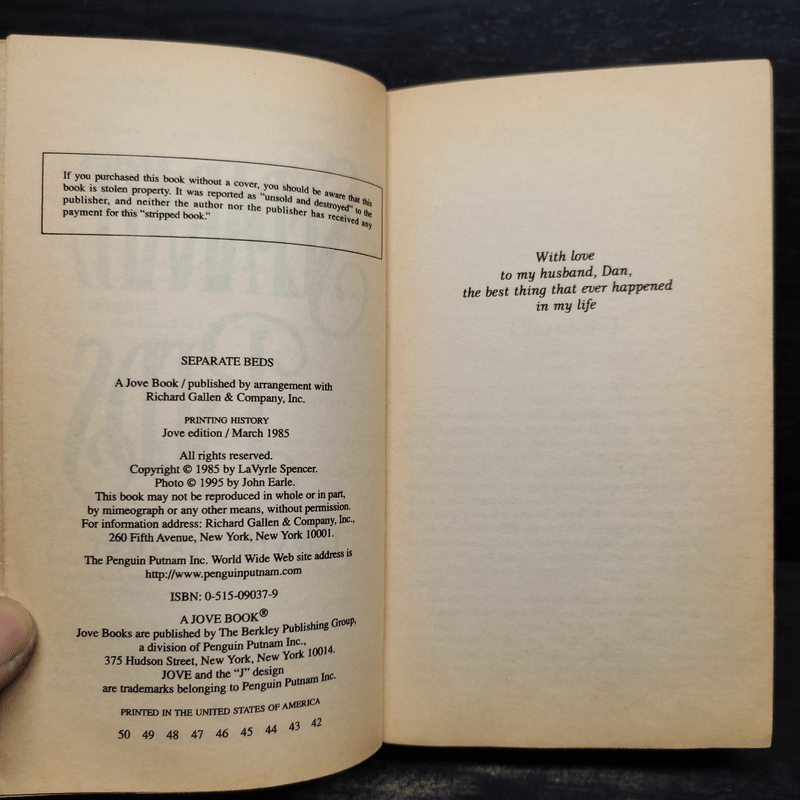 If you purchased this book without a cover, you should be aware that this
book is stolen property. It was reported as "unsold and destroyed" to the
publisher, and neither the author nor the publisher has received any
payment for this "stripped book."
SEPARATE BEDS
A Jove Book / published by arrangement with
Richard Gallen & Company, Inc.
PRINTING HISTORY
Jove edition / March 1985
All rights reserved.
Copyright © 1985 by LaVyrle Spencer.
Photo © 1995 by John Earle.
This book may not be reproduced in whole or in part,
by mimeograph or any other means, without permission.
For information address: Richard Gallen & Company, Inc.,
260 Fifth Avenue, New York, New York 10001.
The Penguin Putnam Inc. World Wide Web site address is
http://www.penguinputnam.com
ISBN: 0-515-09037-9
A JOVE BOOK®
Jove Books are published by The Berkley Publishing Group,
a division of Penguin Putnam Inc.,
375 Hudson Street, New York, New York 10014.
JOVE and the "J" design
are trademarks belonging to Penguin Putnam Inc.
PRINTED IN THE UNITED STATES OF AMERICA
50 49 48 47 46 45 44 43 42
With love
to my husband, Dan,
the best thing that ever happened
in my life